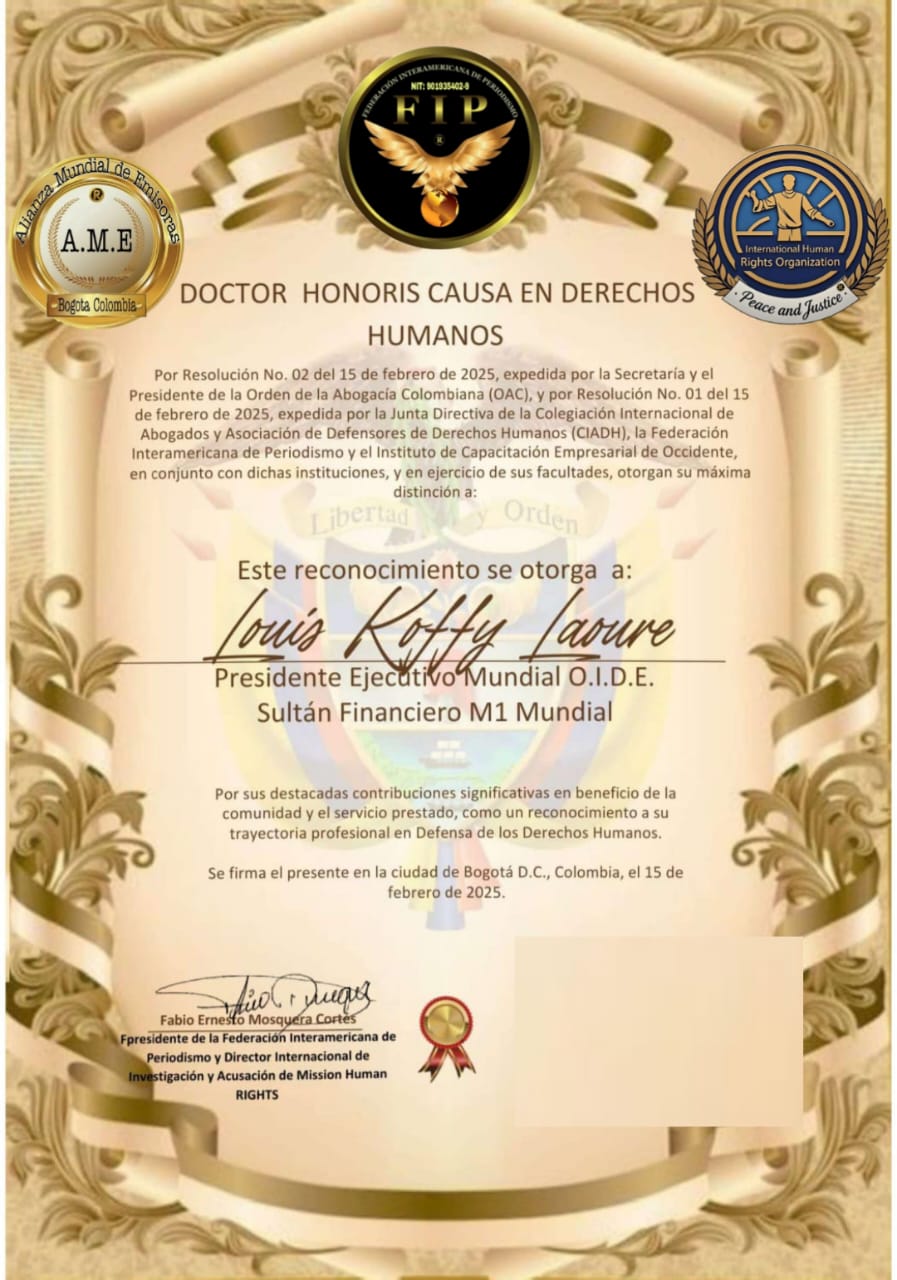 FEDERACIÓN INTERAMERICANA DE PERIODISMO
NIT: 901935402-9
FIP
®
Alianza Mundial de Emisoras
®
A.M.E
Bogota Colombia
International Human
Rights Organization
Peace and Justice
DOCTOR HONORIS CAUSA EN DERECHOS
HUMANOS
Por Resolución No. 02 del 15 de febrero de 2025, expedida por la Secretaría y el
Presidente de la Orden de la Abogacía Colombiana (OAC), y por Resolución No. 01 del 15
de febrero de 2025, expedida por la Junta Directiva de la Colegiación Internacional de
Abogados y Asociación de Defensores de Derechos Humanos (CIADH), la Federación
Interamericana de Periodismo y el Instituto de Capacitación Empresarial de Occidente,
en conjunto con dichas instituciones, y en ejercicio de sus facultades, otorgan su máxima
distinción a:
Libertad y Orden
Este reconocimiento se otorga a:
Louis Koffy Laoure
Presidente Ejecutivo Mundial O.I.D.E.
Sultán Financiero M1 Mundial
Por sus destacadas contribuciones significativas en beneficio de la
comunidad y el servicio prestado, como un reconocimiento a su
trayectoria profesional en Defensa de los Derechos Humanos.
Se firma el presente en la ciudad de Bogotá D.C., Colombia, el 15 de
febrero de 2025.
Fabio Ernesto Mosquera Cortés
Fpresidente de la Federación Interamericana de
Periodismo y Director Internacional de
Investigación y Acusación de Mission Human
RIGHTS